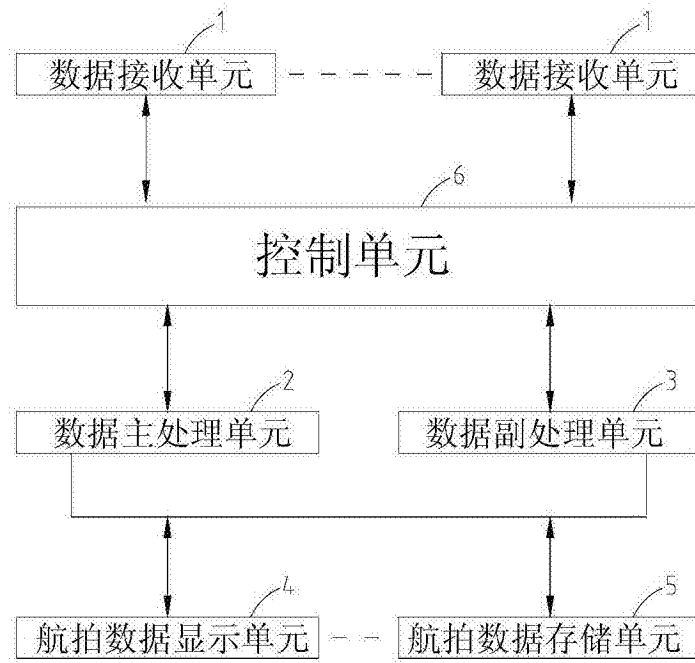 1 1
数据接收单元 数据接收单元
6
控制单元
2 3
数据主处理单元 数据副处理单元
4 5
航拍数据显示单元 航拍数据存储单元